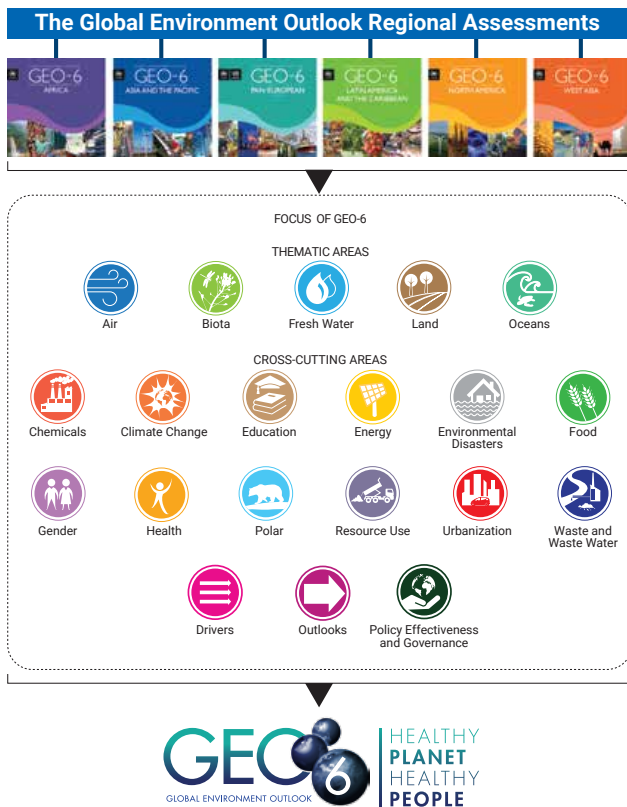 The Global Environment Outlook Regional Assessments
GEO-6
AFRICA
GEO-6
ASIA AND THE PACIFIC
GEO-6
PAN-EUROPEAN
GEO-6
LATIN AMERICA
AND THE CARIBBEAN
GEO-6
NORTH AMERICA
GEO-6
WEST ASIA
FOCUS OF GEO-6
THEMATIC AREAS
Air
Biota
Fresh Water
Land
Oceans
CROSS-CUTTING AREAS
Chemicals
Climate Change
Education
Energy
Environmental
Disasters
Food
Gender
Health
Polar
Resource Use
Urbanization
Waste and
Waste Water
Drivers
Outlooks
Policy Effectiveness
and Governance
GEO 6
GLOBAL ENVIRONMENT OUTLOOK
HEALTHY
PLANET
HEALTHY
PEOPLE